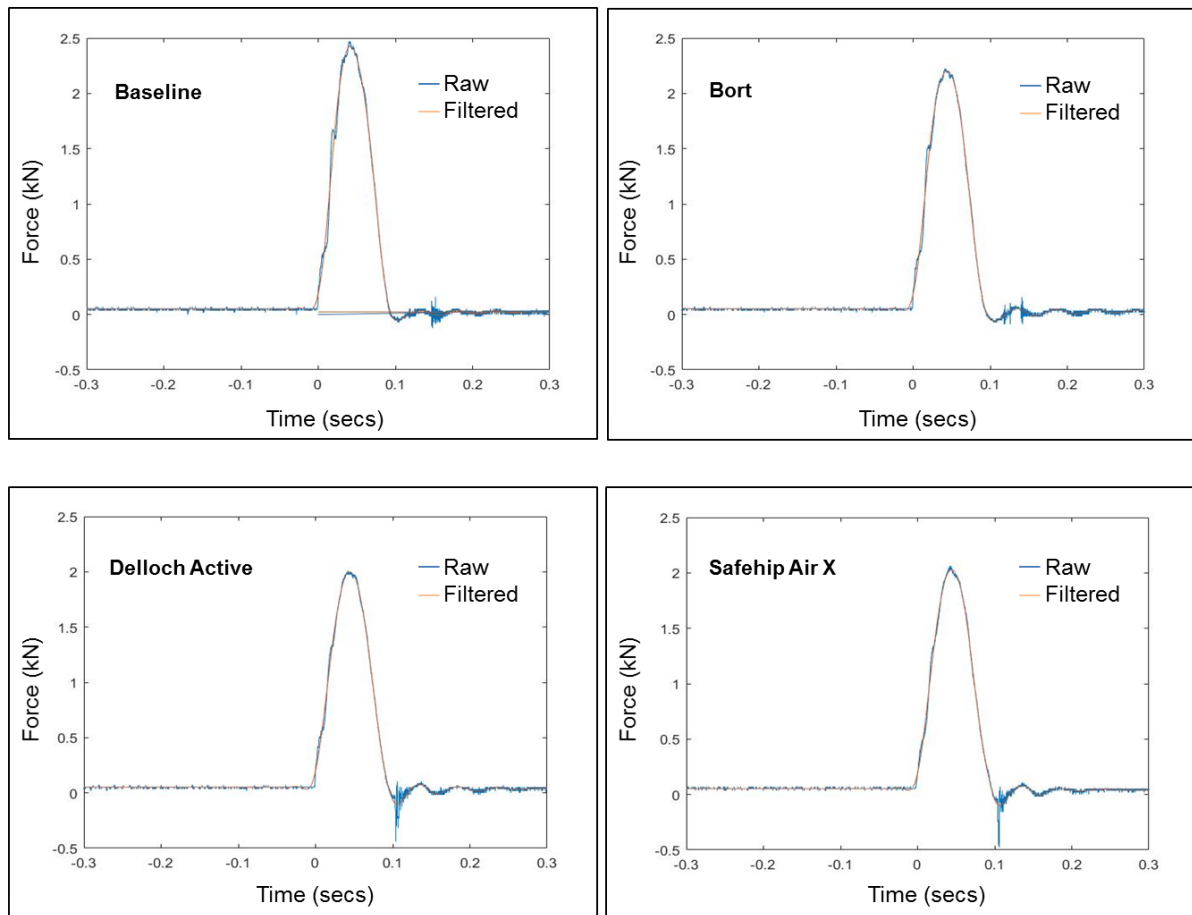 2.5
2
1.5
1
0.5
0
-0.5
Force (kN)
Baseline
Raw
Filtered
-0.3 -0.2 -0.1 0 0.1 0.2 0.3
Time (secs)
2.5
2
1.5
1
0.5
0
-0.5
Force (kN)
Bort
Raw
Filtered
-0.3 -0.2 -0.1 0 0.1 0.2 0.3
Time (secs)
2.5
2
1.5
1
0.5
0
-0.5
Force (kN)
Delloch Active
Raw
Filtered
-0.3 -0.2 -0.1 0 0.1 0.2 0.3
Time (secs)
2.5
2
1.5
1
0.5
0
-0.5
Force (kN)
Safehip Air X
Raw
Filtered
-0.3 -0.2 -0.1 0 0.1 0.2 0.3
Time (secs)